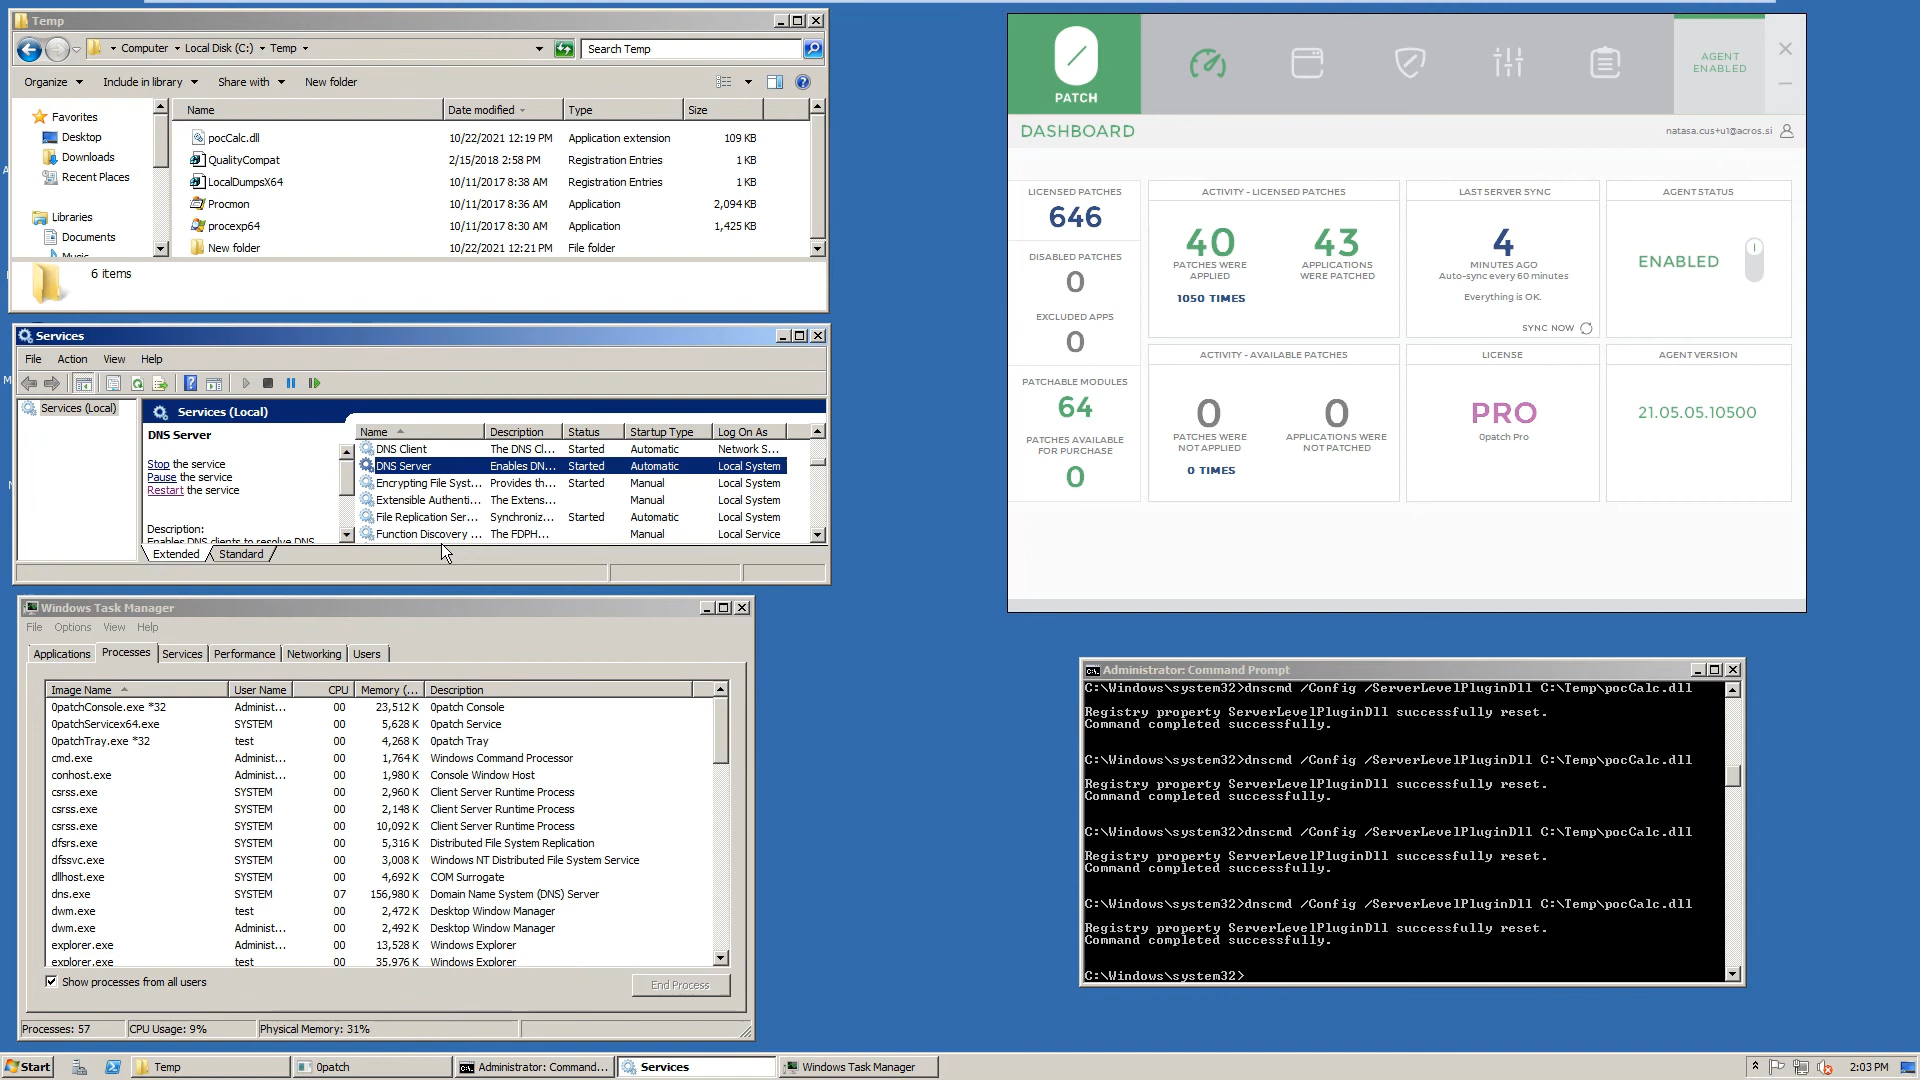 Temp
Computer Local Disk (C:) Temp
Search Temp
Organize Include in library Share with New folder
Favorites
Desktop
Downloads
Recent Places
Libraries
Documents
Name Date modified Type Size
pocCalc.dll 10/22/2021 12:19 PM Application extension 109 KB
QualityCompat 2/15/2018 2:58 PM Registration Entries 1 KB
LocalDumpsX64 10/11/2017 8:38 AM Registration Entries 1 KB
Procmon 10/11/2017 8:36 AM Application 2,094 KB
procexp64 10/11/2017 8:30 AM Application 1,425 KB
New folder 10/22/2021 12:21 PM File folder
6 items
Services
File Action View Help
Services (Local)
Services (Local)
DNS Server
Stop the service
Pause the service
Restart the service
Description:
Enables DNS clients to resolve DNS
Name Description Status Startup Type Log On As
DNS Client The DNS Cl... Started Automatic Network S...
DNS Server Enables DN... Started Automatic Local System
Encrypting File Syst... Provides th... Started Manual Local System
Extensible Authenti... The Extens... Manual Local System
File Replication Ser... Synchroniz... Started Automatic Local System
Function Discovery ... The FDPH... Manual Local Service
Extended Standard
Windows Task Manager
File Options View Help
Applications Processes Services Performance Networking Users
Image Name User Name CPU Memory (... Description
0patchConsole.exe *32 Administ... 00 23,512 K 0patch Console
0patchServicex64.exe SYSTEM 00 5,628 K 0patch Service
0patchTray.exe *32 test 00 4,268 K 0patch Tray
cmd.exe Administ... 00 1,764 K Windows Command Processor
conhost.exe Administ... 00 1,980 K Console Window Host
csrss.exe SYSTEM 00 2,960 K Client Server Runtime Process
csrss.exe SYSTEM 00 2,148 K Client Server Runtime Process
csrss.exe SYSTEM 00 10,092 K Client Server Runtime Process
dfsrs.exe SYSTEM 00 5,316 K Distributed File System Replication
dfssvc.exe SYSTEM 00 3,008 K Windows NT Distributed File System Service
dllhost.exe SYSTEM 00 4,692 K COM Surrogate
dns.exe SYSTEM 07 156,980 K Domain Name System (DNS) Server
dwm.exe test 00 2,472 K Desktop Window Manager
dwm.exe Administ... 00 2,492 K Desktop Window Manager
explorer.exe Administ... 00 13,528 K Windows Explorer
explorer.exe test 00 35,976 K Windows Explorer
Show processes from all users
End Process
Processes: 57 CPU Usage: 9% Physical Memory: 31%
PATCH
AGENT
ENABLED
DASHBOARD
natasa.cus+u1@acros.si
LICENSED PATCHES
646
DISABLED PATCHES
0
EXCLUDED APPS
0
PATCHABLE MODULES
64
PATCHES AVAILABLE
FOR PURCHASE
0
ACTIVITY - LICENSED PATCHES
40 43
PATCHES WERE APPLICATIONS
APPLIED WERE PATCHED
1050 TIMES
LAST SERVER SYNC
4
MINUTES AGO
Auto-sync every 60 minutes
Everything is OK.
SYNC NOW
AGENT STATUS
ENABLED
ACTIVITY - AVAILABLE PATCHES
0 0
PATCHES WERE APPLICATIONS WERE
NOT APPLIED NOT PATCHED
0 TIMES
LICENSE
PRO
0patch Pro
AGENT VERSION
21.05.05.10500
Administrator: Command Prompt
C:\Windows\system32>dnscmd /Config /ServerLevelPluginDll C:\Temp\pocCalc.dll
Registry property ServerLevelPluginDll successfully reset.
Command completed successfully.
C:\Windows\system32>dnscmd /Config /ServerLevelPluginDll C:\Temp\pocCalc.dll
Registry property ServerLevelPluginDll successfully reset.
Command completed successfully.
C:\Windows\system32>dnscmd /Config /ServerLevelPluginDll C:\Temp\pocCalc.dll
Registry property ServerLevelPluginDll successfully reset.
Command completed successfully.
C:\Windows\system32>dnscmd /Config /ServerLevelPluginDll C:\Temp\pocCalc.dll
Registry property ServerLevelPluginDll successfully reset.
Command completed successfully.
C:\Windows\system32>
Start Temp 0patch Administrator: Command... Services Windows Task Manager 2:03 PM